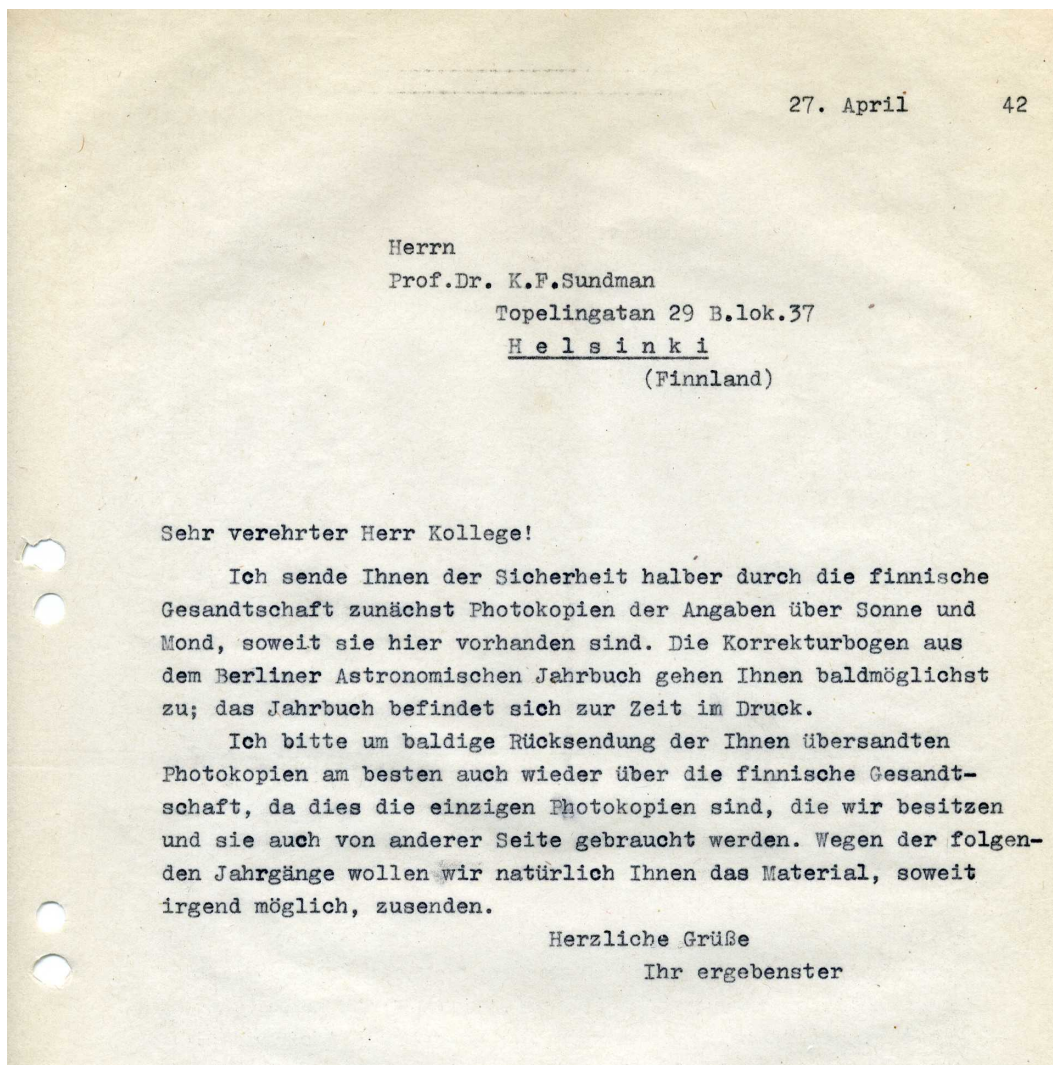 27. April 42
Herrn
Prof.Dr. K.F.Sundman
Topelingatan 29 B.lok.37
H e l s i n k i
(Finnland)
Sehr verehrter Herr Kollege!
Ich sende Ihnen der Sicherheit halber durch die finnische
Gesandtschaft zunächst Photokopien der Angaben über Sonne und
Mond, soweit sie hier vorhanden sind. Die Korrekturbogen aus
dem Berliner Astronomischen Jahrbuch gehen Ihnen baldmöglichst
zu; das Jahrbuch befindet sich zur Zeit im Druck.
Ich bitte um baldige Rücksendung der Ihnen übersandten
Photokopien am besten auch wieder über die finnische Gesandt-
schaft, da dies die einzigen Photokopien sind, die wir besitzen
und sie auch von anderer Seite gebraucht werden. Wegen der folgen-
den Jahrgänge wollen wir natürlich Ihnen das Material, soweit
irgend möglich, zusenden.
Herzliche Grüße
Ihr ergebenster